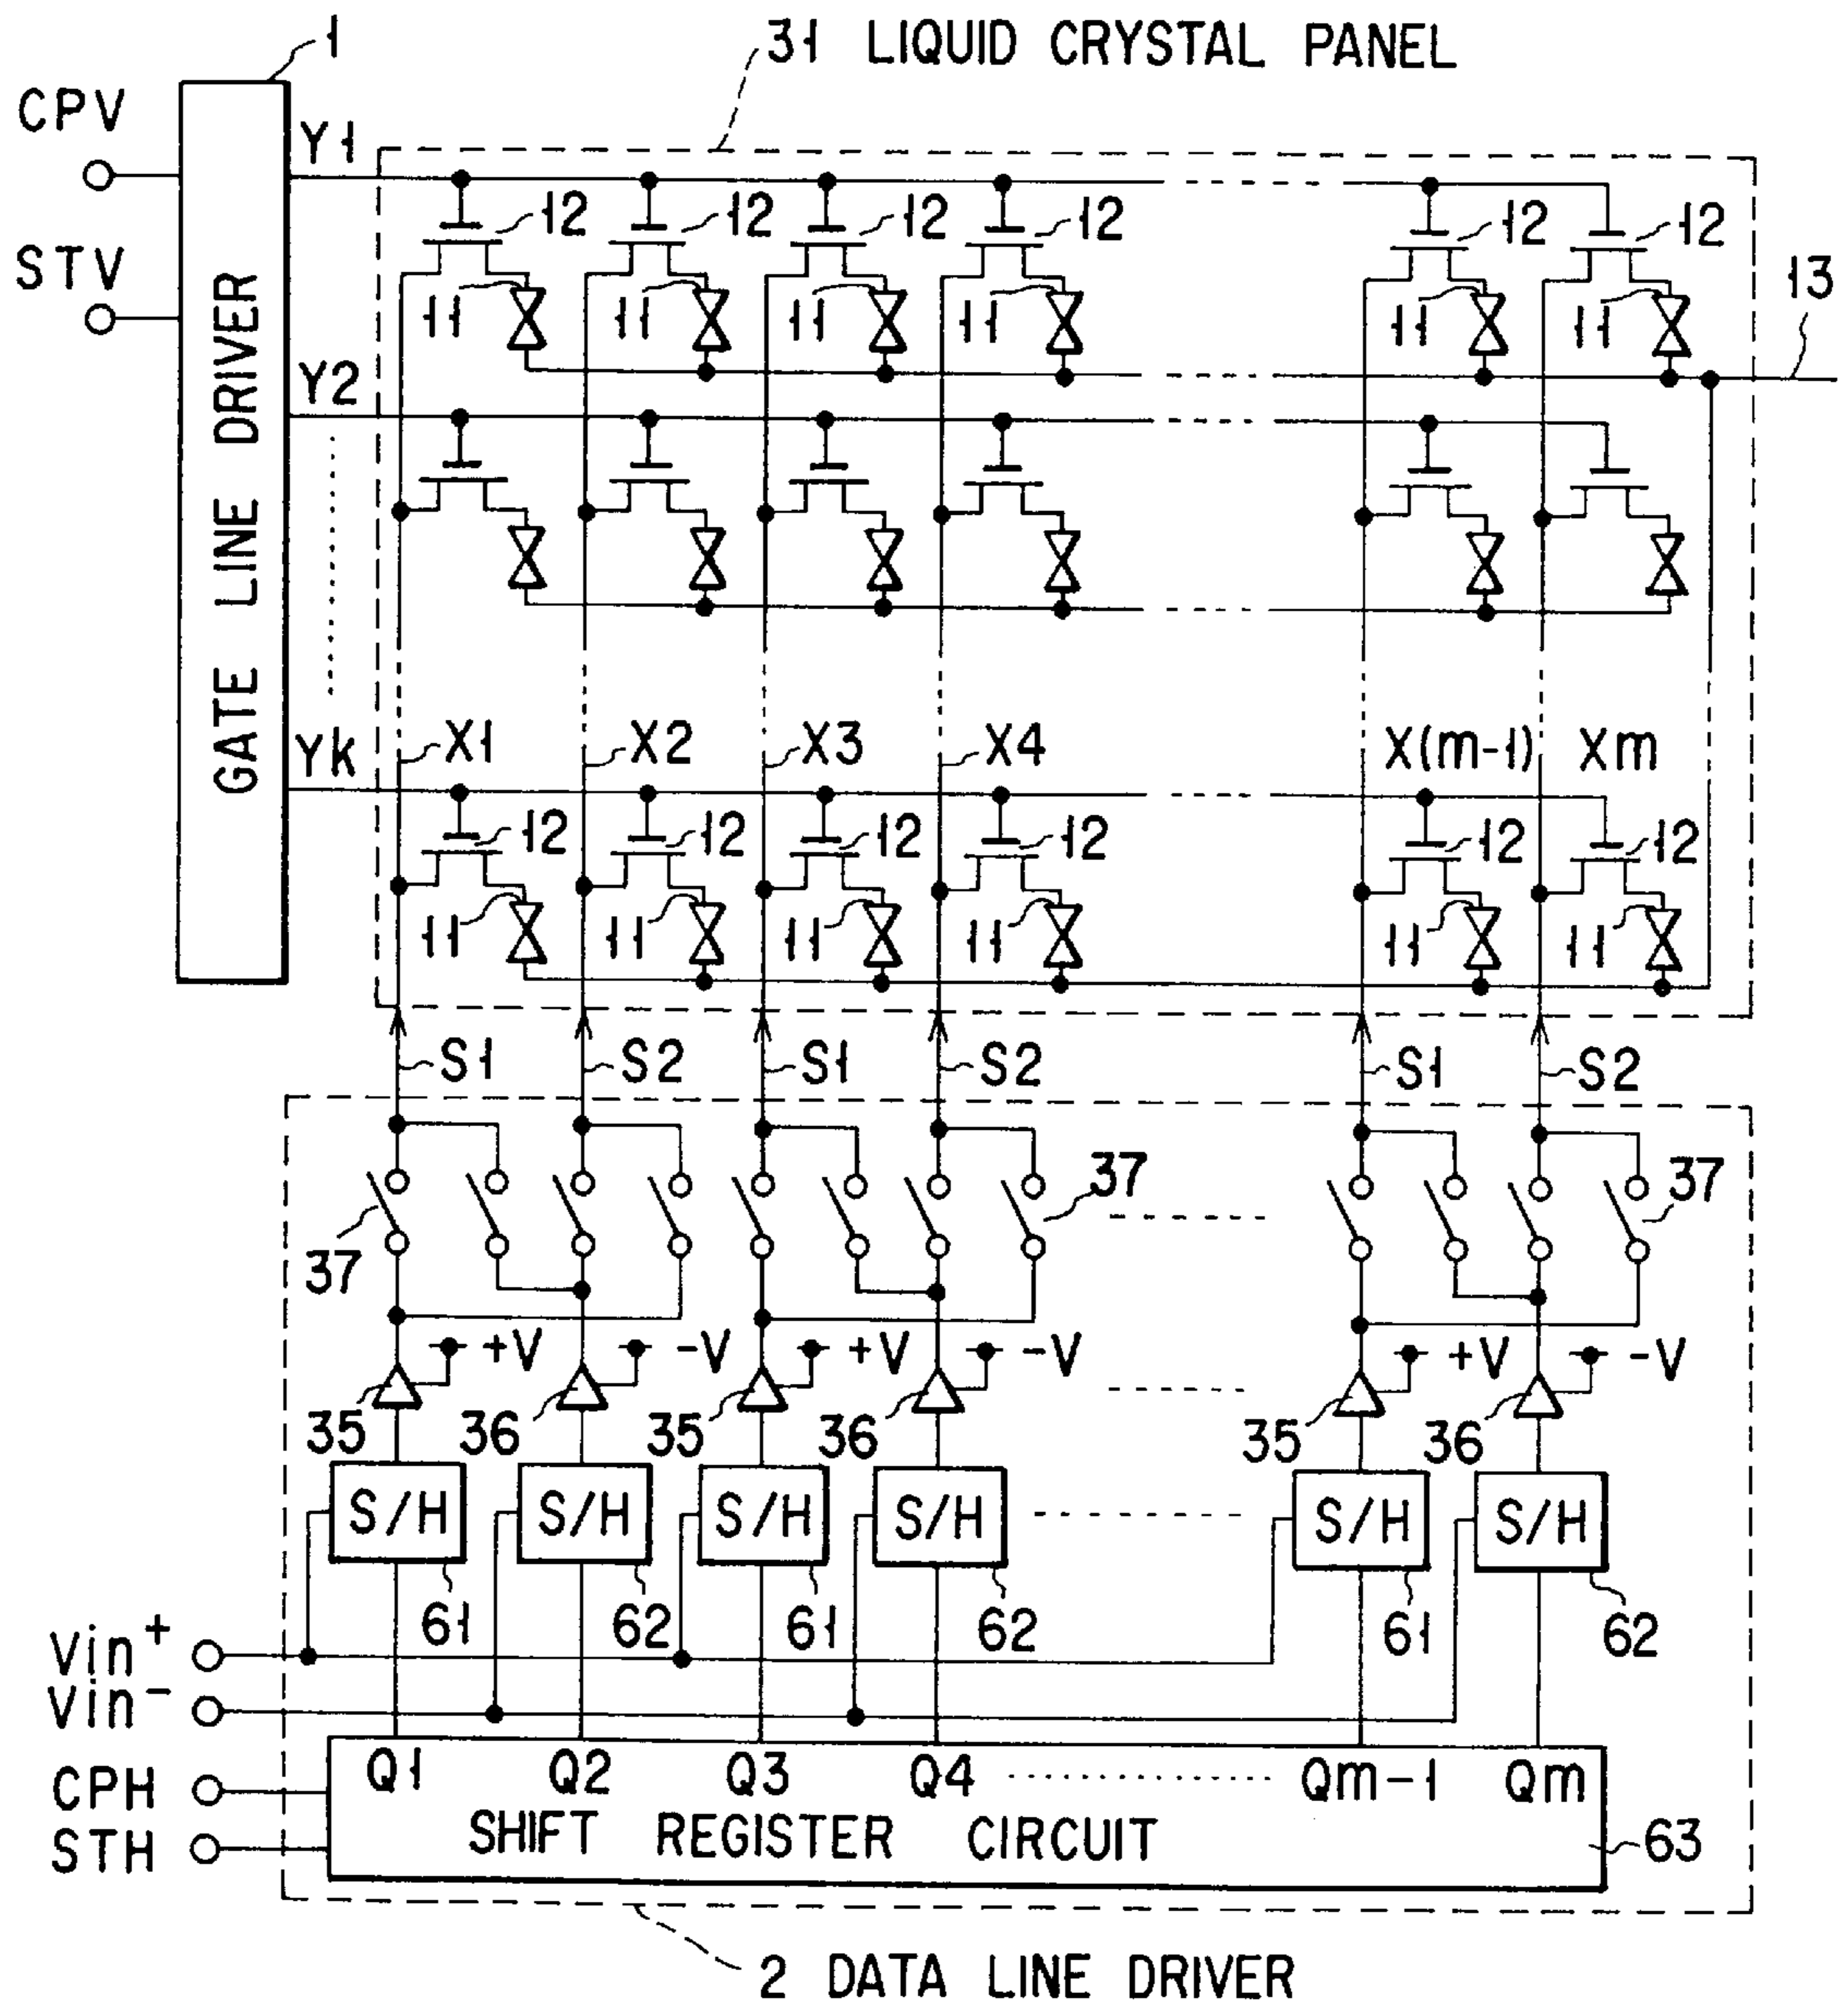 1
31 LIQUID CRYSTAL PANEL
CPV
STV
GATE LINE DRIVER
Y1
12 12 12 12 12 12
11 11 11 11 11 11
13
Y2
Yk
X1 X2 X3 X4 X(m-1) Xm
12 12 12 12 12 12
11 11 11 11 11 11
S1 S2 S1 S2 S1 S2
37 37 37
+V -V +V -V +V -V
35 36 35 36 35 36
S/H S/H S/H S/H S/H S/H
61 62 61 62 61 62
Vin+
Vin-
CPH
STH
Q1 Q2 Q3 Q4 Qm-1 Qm
SHIFT REGISTER CIRCUIT
63
2 DATA LINE DRIVER